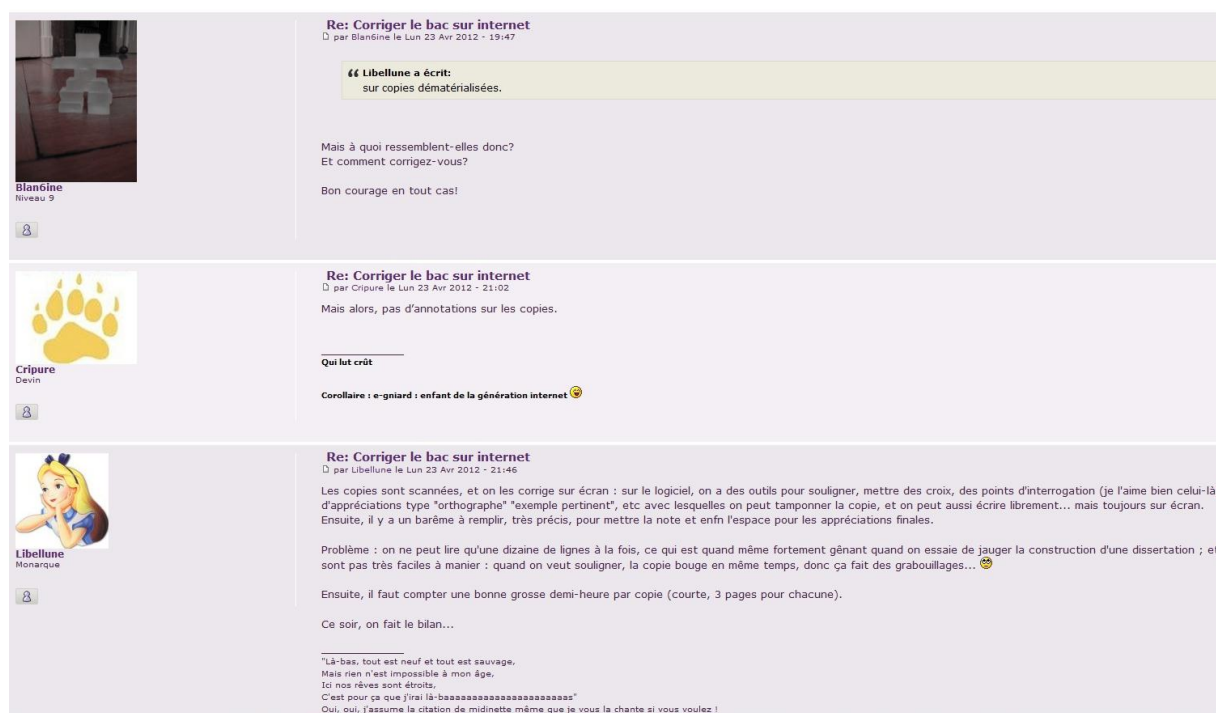 Re: Corriger le bac sur internet
par Blan6ine le Lun 23 Avr 2012 - 19:47
Libellune a écrit:
sur copies dématérialisées.
Mais à quoi ressemblent-elles donc?
Et comment corrigez-vous?
Bon courage en tout cas!
Blan6ine
Niveau 9
Re: Corriger le bac sur internet
par Cripure le Lun 23 Avr 2012 - 21:02
Mais alors, pas d'annotations sur les copies.
Qui lut crût
Corollaire : e-gniard : enfant de la génération internet
Cripure
Devin
Re: Corriger le bac sur internet
par Libellune le Lun 23 Avr 2012 - 21:46
Les copies sont scannées, et on les corrige sur écran : sur le logiciel, on a des outils pour souligner, mettre des croix, des points d'interrogation (je l'aime bien celui-là
d'appréciations type "orthographe" "exemple pertinent", etc avec lesquelles on peut tamponner la copie, et on peut aussi écrire librement... mais toujours sur écran.
Ensuite, il y a un barême à remplir, très précis, pour mettre la note et enfn l'espace pour les appréciations finales.
Problème : on ne peut lire qu'une dizaine de lignes à la fois, ce qui est quand même fortement gênant quand on essaie de jauger la construction d'une dissertation ; et
sont pas très faciles à manier : quand on veut souligner, la copie bouge en même temps, donc ça fait des grabouillages...
Ensuite, il faut compter une bonne grosse demi-heure par copie (courte, 3 pages pour chacune).
Ce soir, on fait le bilan...
Libellune
Monarque
"Là-bas, tout est neuf et tout est sauvage,
Mais rien n'est impossible à mon âge,
Ici nos rêves sont étroits,
C'est pour ça que j'irai là-baaaaaaaaaaaaaaaaaaaaaaas"
Oui, oui, j'assume la citation de midinette même que je vous la chante si vous voulez !